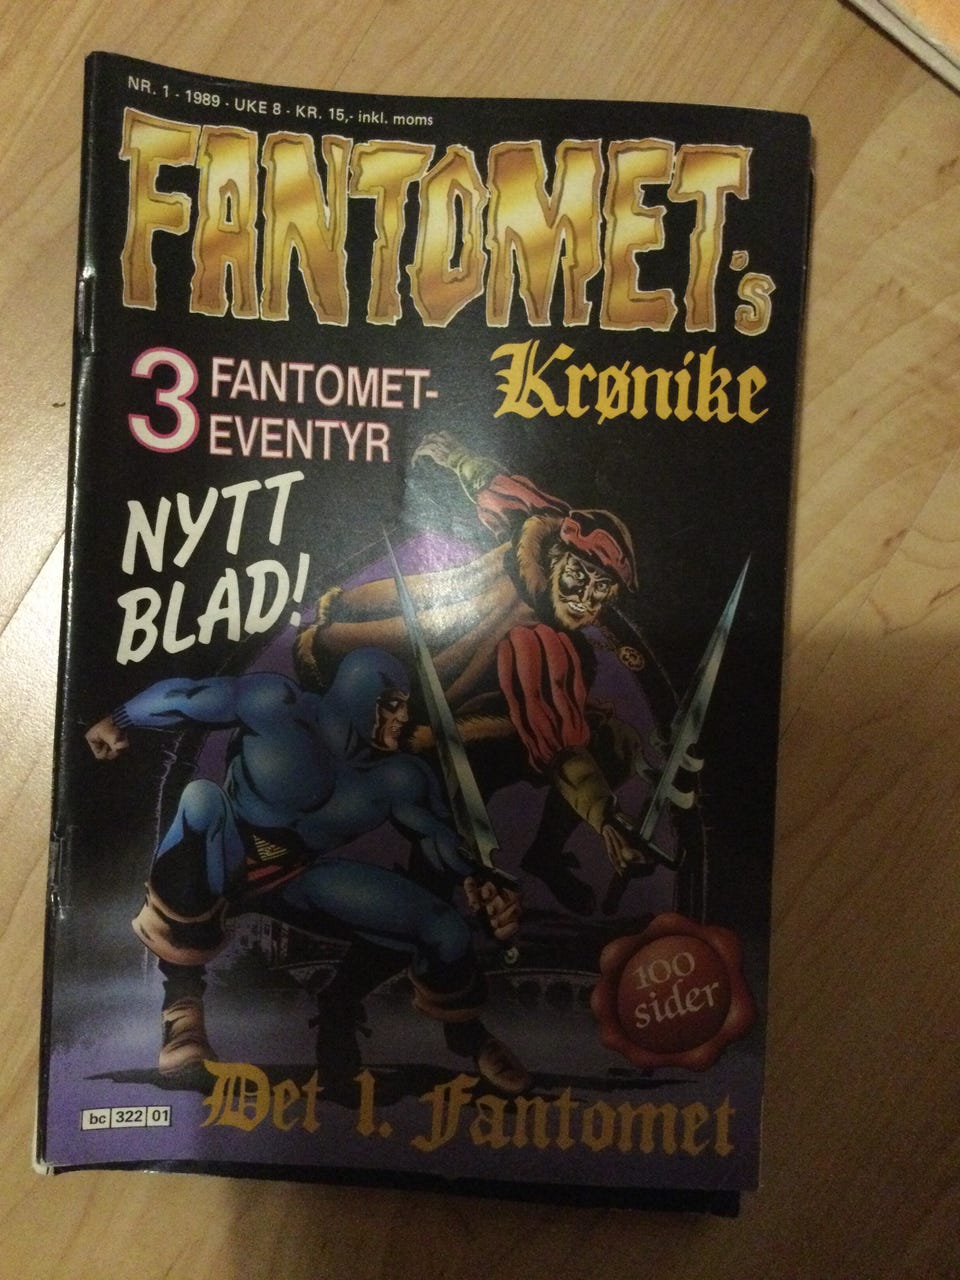 NR. 1 - 1989 - UKE 8 - KR. 15,- inkl. moms
FANTOMET's
Krønike
3 FANTOMET-
EVENTYR
NYTT
BLAD!
100
sider
Det 1. Fantomet
bc 322 01